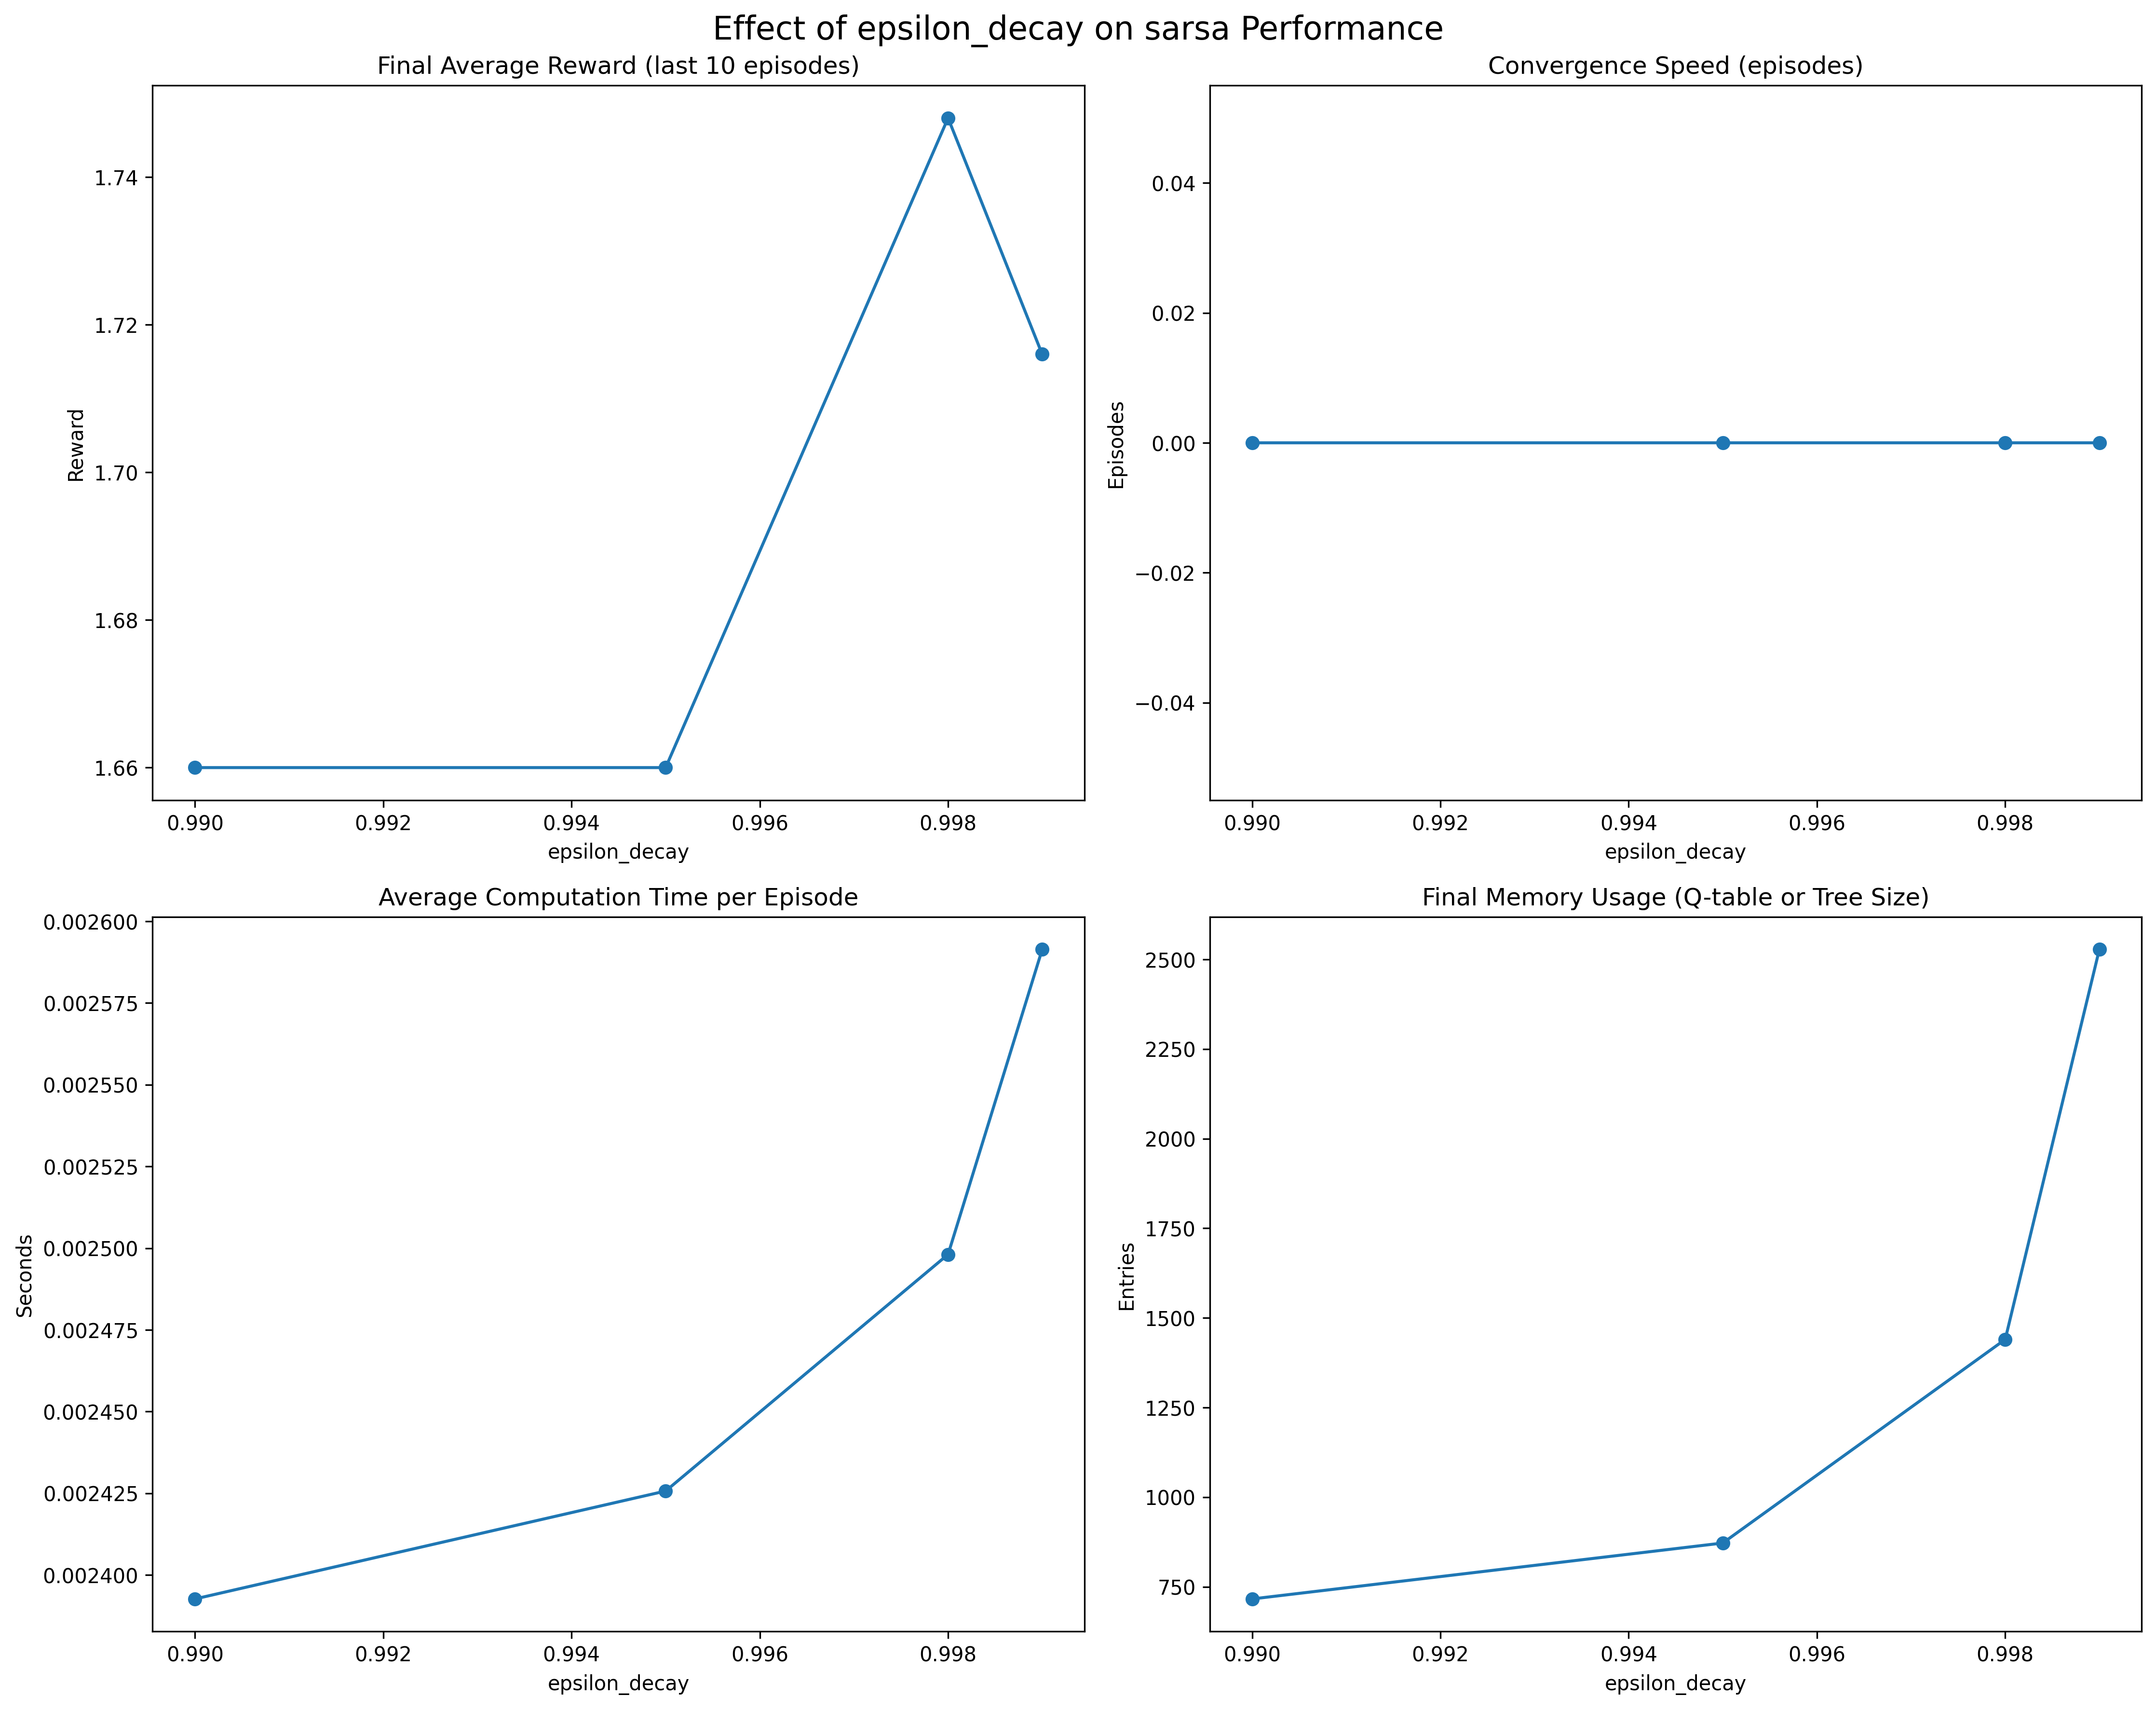 Effect of epsilon_decay on sarsa Performance
Final Average Reward (last 10 episodes)
1.74
1.72
1.70
1.68
1.66
Reward
0.990 0.992 0.994 0.996 0.998
epsilon_decay
Convergence Speed (episodes)
0.04
0.02
0.00
−0.02
−0.04
Episodes
0.990 0.992 0.994 0.996 0.998
epsilon_decay
Average Computation Time per Episode
0.002600
0.002575
0.002550
0.002525
0.002500
0.002475
0.002450
0.002425
0.002400
Seconds
0.990 0.992 0.994 0.996 0.998
epsilon_decay
Final Memory Usage (Q-table or Tree Size)
2500
2250
2000
1750
1500
1250
1000
750
Entries
0.990 0.992 0.994 0.996 0.998
epsilon_decay